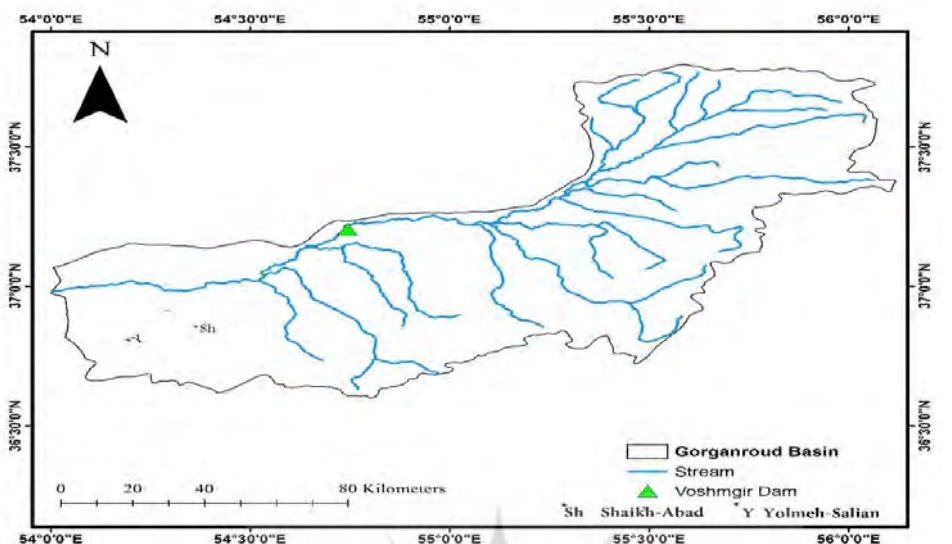 54°0'0"E 54°30'0"E 55°0'0"E 55°30'0"E 56°0'0"E
N
37°30'0"N 37°30'0"N
37°0'0"N 37°0'0"N
*Sh
36°30'0"N 36°30'0"N
Gorganroud Basin
Stream
0 20 40 80 Kilometers
Voshmgir Dam
*Sh Shaikh-Abad *Y Yolmeh-Salian
54°0'0"E 54°30'0"E 55°0'0"E 55°30'0"E 56°0'0"E